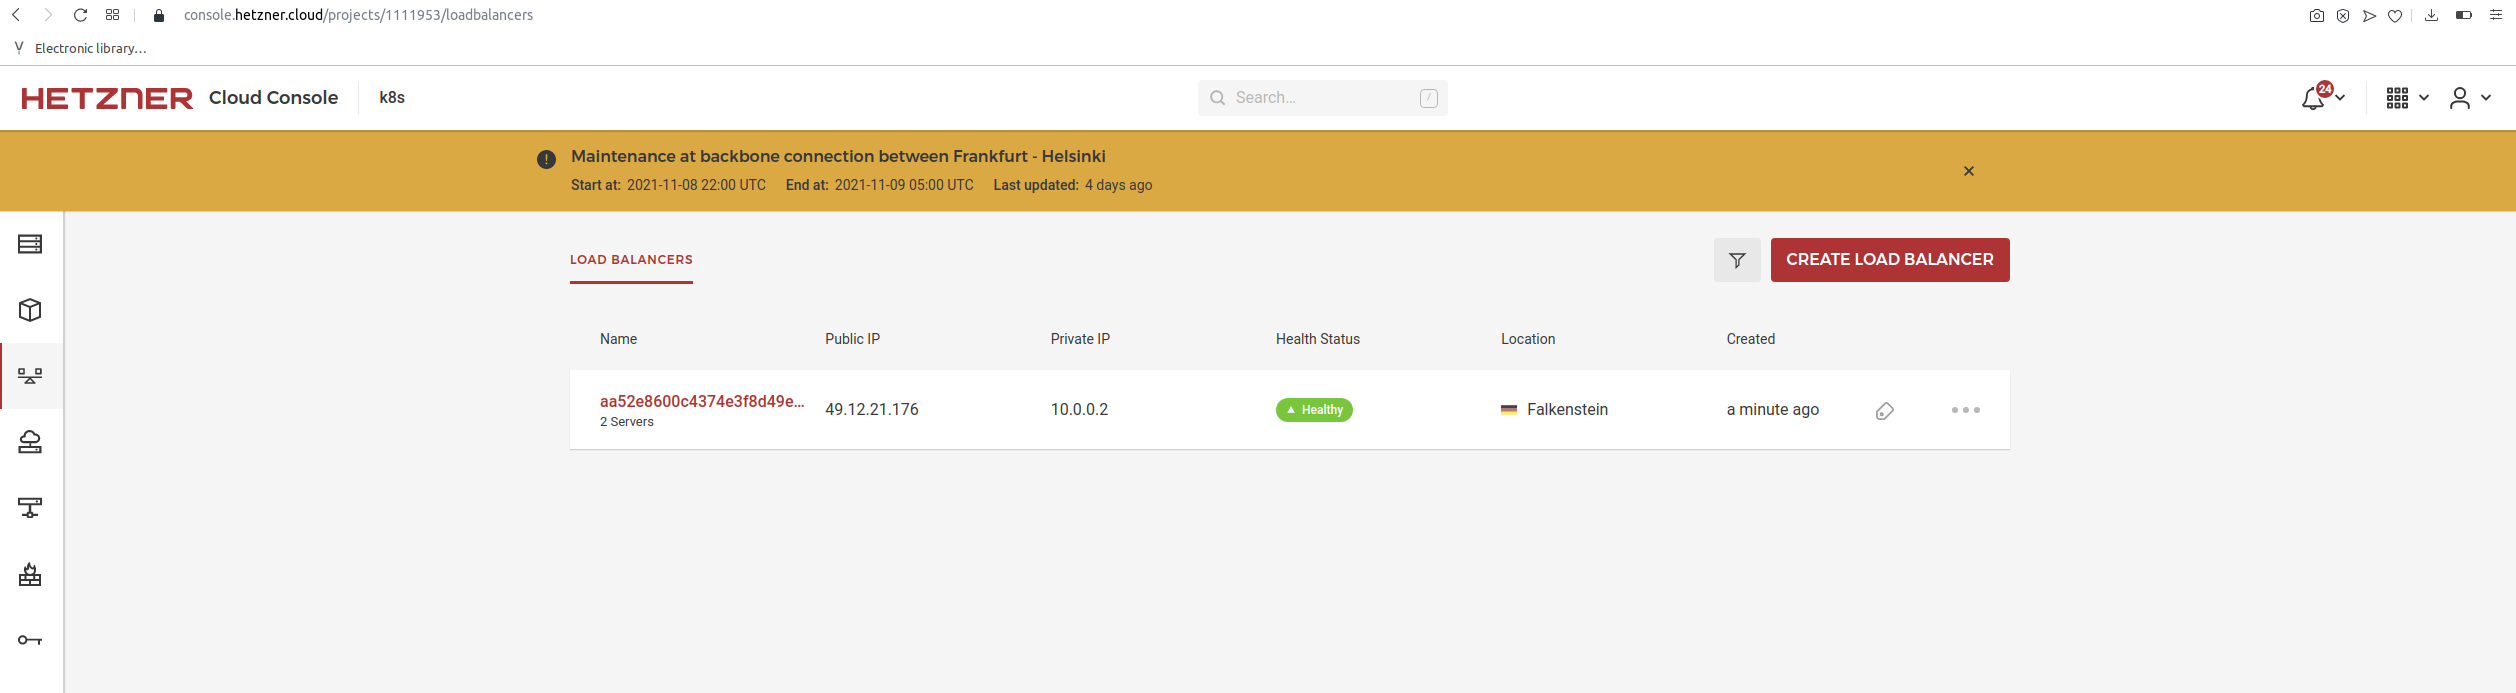 console.hetzner.cloud/projects/1111953/loadbalancers
Electronic library...
HETZNER Cloud Console k8s Search... / 24
Maintenance at backbone connection between Frankfurt - Helsinki
Start at: 2021-11-08 22:00 UTC End at: 2021-11-09 05:00 UTC Last updated: 4 days ago
LOAD BALANCERS CREATE LOAD BALANCER
Name Public IP Private IP Health Status Location Created
aa52e8600c4374e3f8d49e... 49.12.21.176 10.0.0.2 Healthy Falkenstein a minute ago
2 Servers